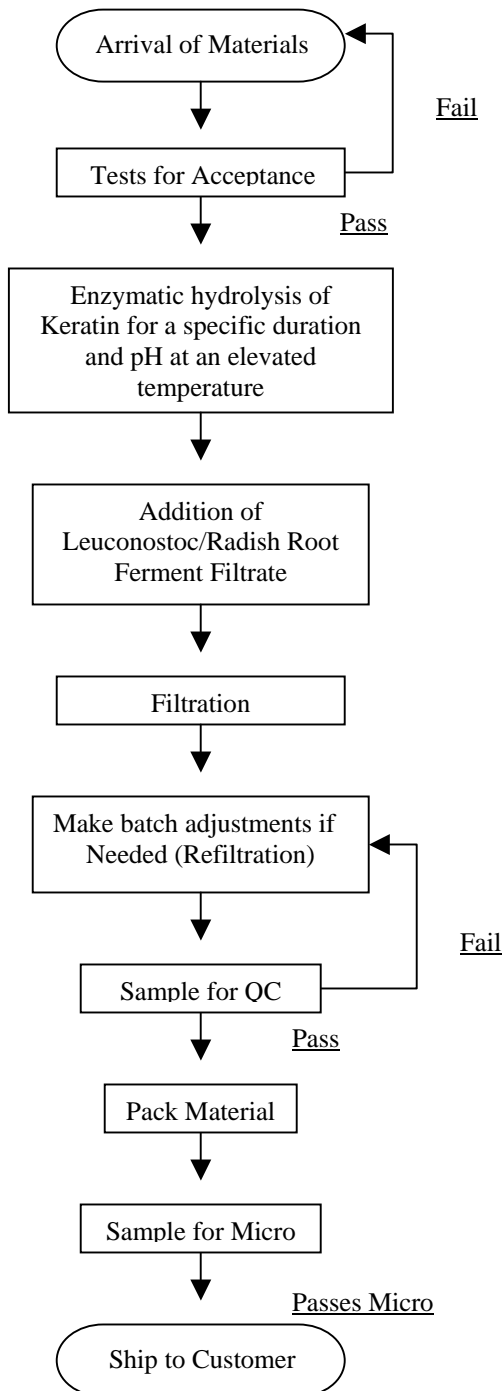 Arrival of Materials
Fail
Tests for Acceptance
Pass
Enzymatic hydrolysis of
Keratin for a specific duration
and pH at an elevated
temperature
Addition of
Leuconostoc/Radish Root
Ferment Filtrate
Filtration
Make batch adjustments if
Needed (Refiltration)
Fail
Sample for QC
Pass
Pack Material
Sample for Micro
Passes Micro
Ship to Customer